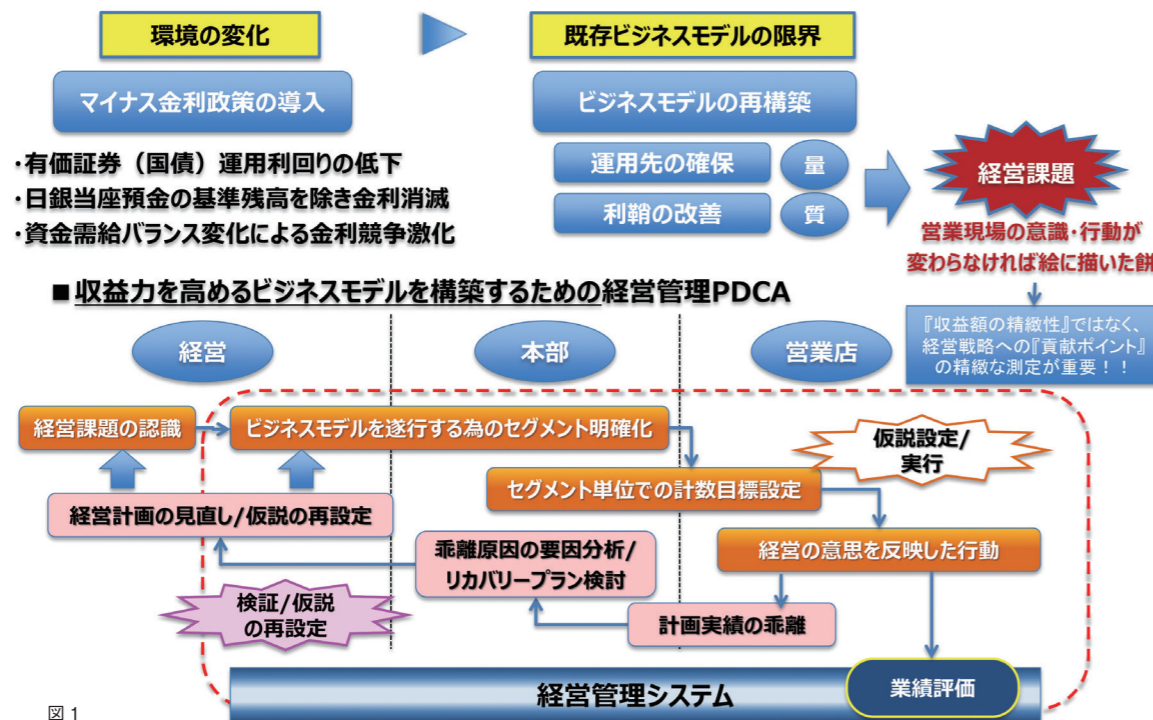 環境の変化
既存ビジネスモデルの限界
マイナス金利政策の導入
ビジネスモデルの再構築
・有価証券（国債）運用利回りの低下
・日銀当座預金の基準残高を除き金利消滅
・資金需給バランス変化による金利競争激化
運用先の確保
量
利鞘の改善
質
経営課題
営業現場の意識・行動が
変わらなければ絵に描いた餅
■収益力を高めるビジネスモデルを構築するための経営管理PDCA
『収益額の精緻性』ではなく、
経営戦略への『貢献ポイント』
の精緻な測定が重要！！
経営
本部
営業店
経営課題の認識
ビジネスモデルを遂行する為のセグメント明確化
仮説設定/
実行
セグメント単位での計数目標設定
経営計画の見直し/仮説の再設定
経営の意思を反映した行動
乖離原因の要因分析/
リカバリープラン検討
検証/仮説
の再設定
計画実績の乖離
経営管理システム
業績評価
図1